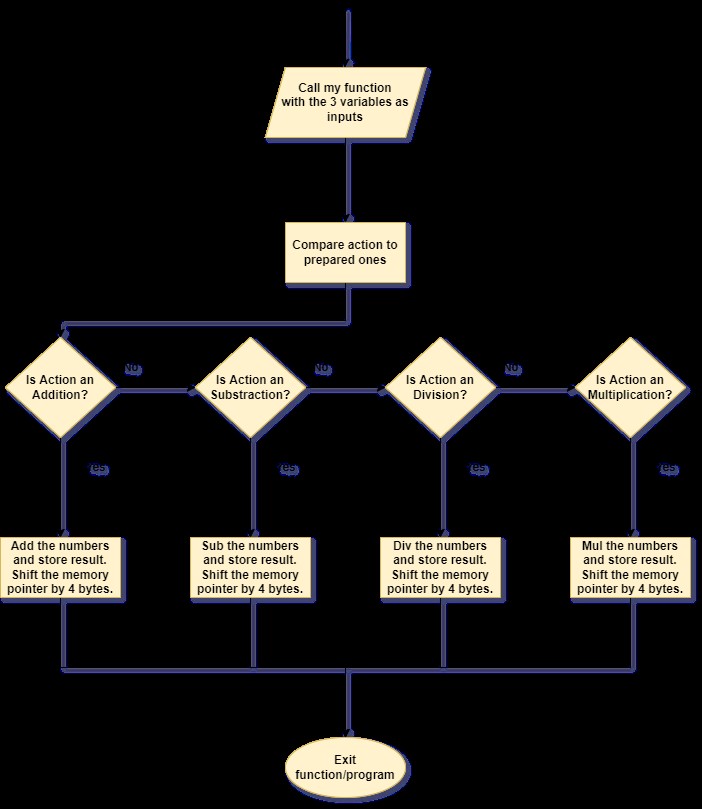 Call my function
with the 3 variables as
inputs
Compare action to
prepared ones
Is Action an
Addition?
No
Is Action an
Substraction?
No
Is Action an
Division?
No
Is Action an
Multiplication?
Yes
Yes
Yes
Yes
Add the numbers
and store result.
Shift the memory
pointer by 4 bytes.
Sub the numbers
and store result.
Shift the memory
pointer by 4 bytes.
Div the numbers
and store result.
Shift the memory
pointer by 4 bytes.
Mul the numbers
and store result.
Shift the memory
pointer by 4 bytes.
Exit
function/program